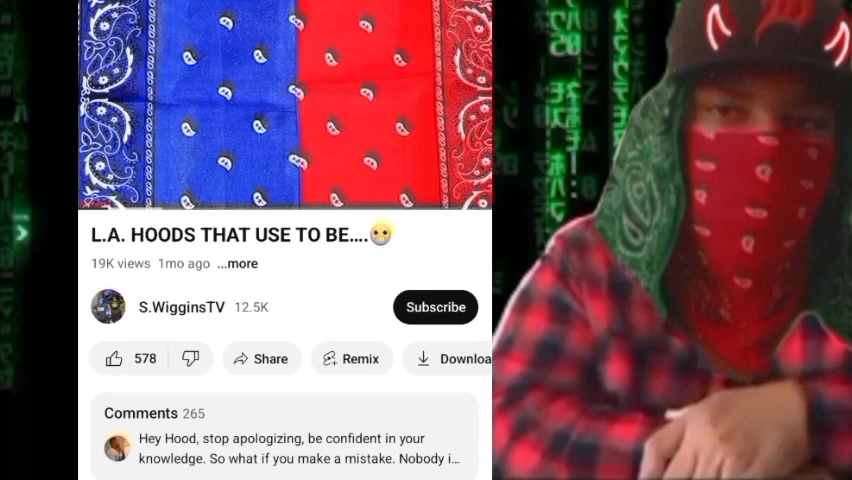 L.A. HOODS THAT USE TO BE....😬
19K views 1mo ago ...more
S.WigginsTV 12.5K
Subscribe
578
Share
Remix
Downloa
Comments 265
Hey Hood, stop apologizing, be confident in your
knowledge. So what if you make a mistake. Nobody i...